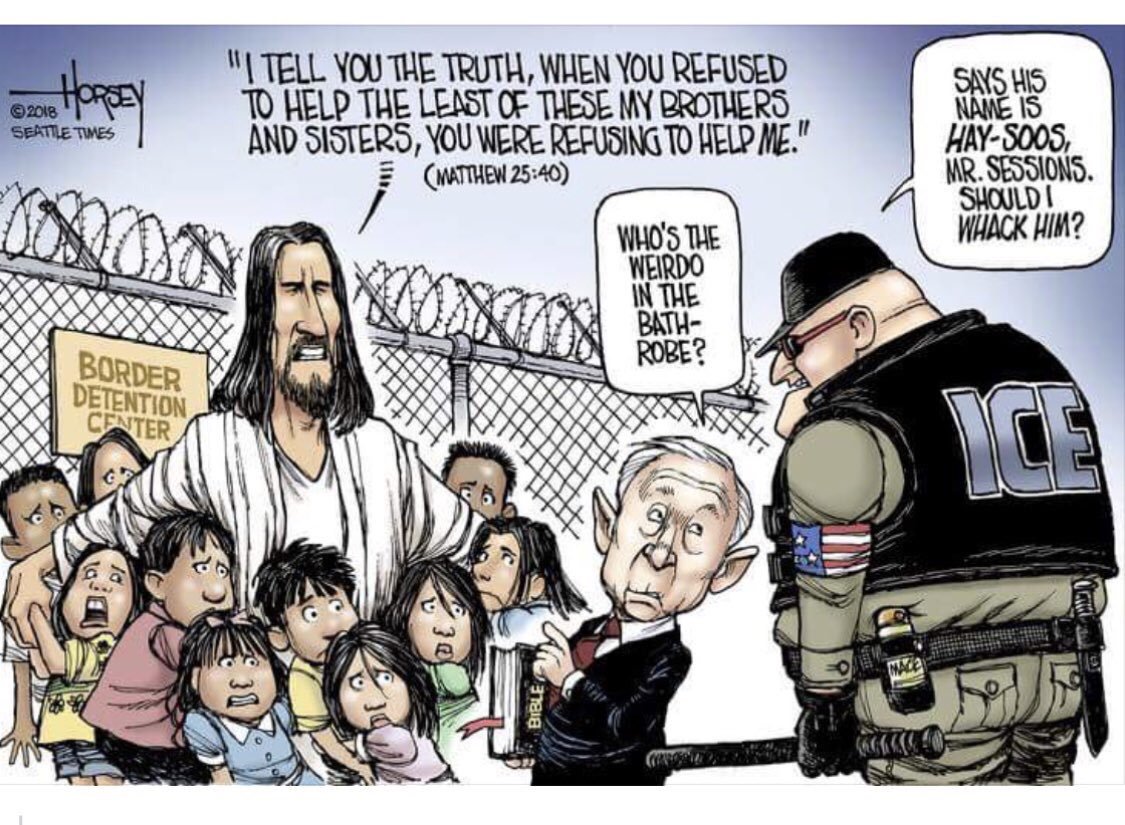 HORSEY
©2018
SEATTLE TIMES
"I TELL YOU THE TRUTH, WHEN YOU REFUSED
TO HELP THE LEAST OF THESE MY BROTHERS
AND SISTERS, YOU WERE REFUSING TO HELP ME."
(MATTHEW 25:40)
WHO'S THE
WEIRDO
IN THE
BATH-
ROBE?
SAYS HIS
NAME IS
HAY-SOOS,
MR. SESSIONS.
SHOULD I
WHACK HIM?
BORDER
DETENTION
CENTER
BIBLE
ICE
MACE